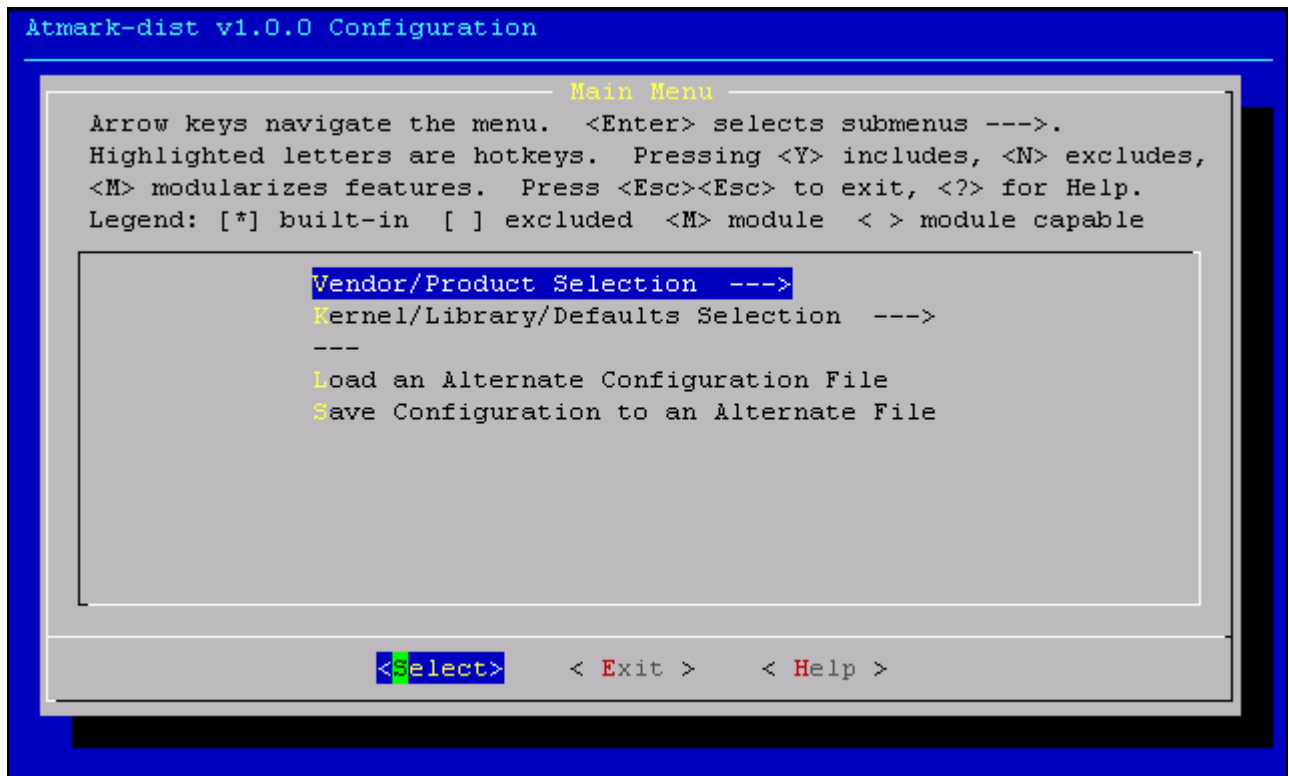 Atmark-dist v1.0.0 Configuration
Main Menu
Arrow keys navigate the menu.  <Enter> selects submenus --->.
Highlighted letters are hotkeys.  Pressing <Y> includes, <N> excludes,
<M> modularizes features.  Press <Esc><Esc> to exit, <?> for Help.
Legend: [*] built-in  [ ] excluded  <M> module  < > module capable
Vendor/Product Selection  --->
Kernel/Library/Defaults Selection  --->
---
Load an Alternate Configuration File
Save Configuration to an Alternate File
<Select>    < Exit >    < Help >